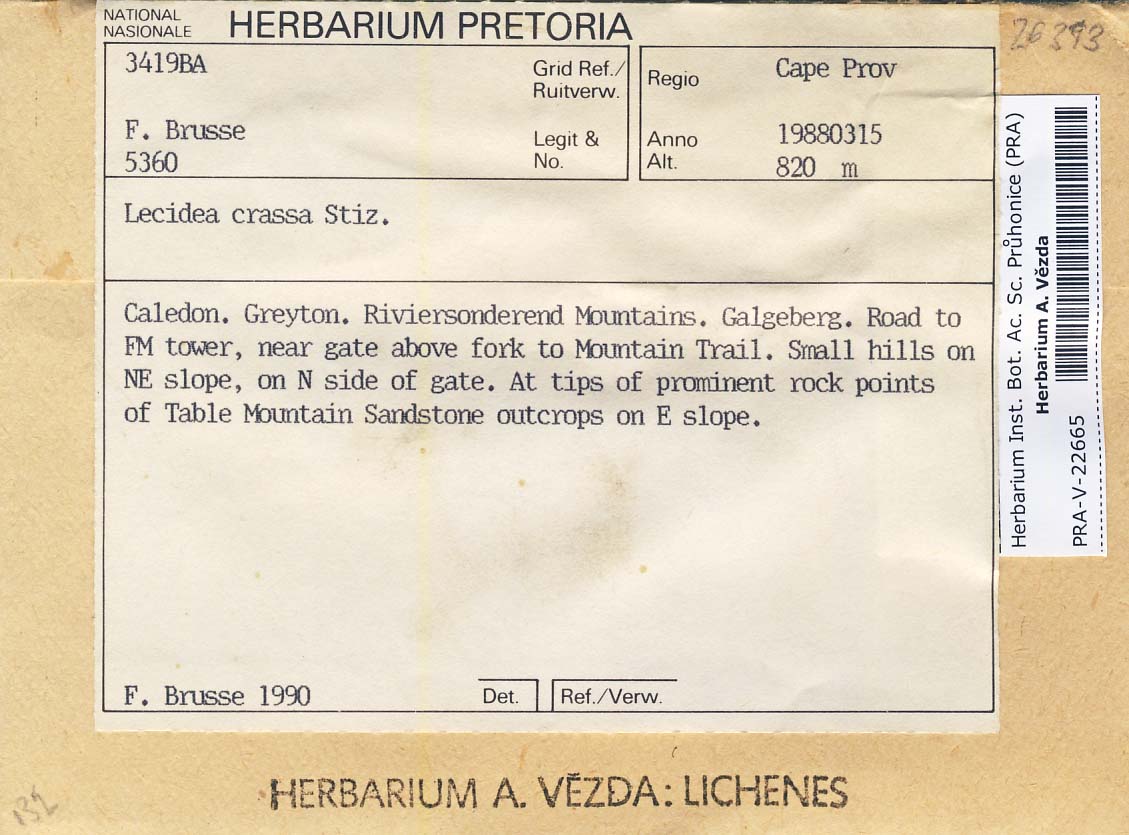 NATIONAL
NASIONALE
HERBARIUM PRETORIA
26393
3419BA
Grid Ref./
Ruitverw.
F. Brusse
5360
Legit &
No.
Regio
Cape Prov
Anno
19880315
Alt.
820 m
Lecidea crassa Stiz.
Caledon. Greyton. Riviersonderend Mountains. Galgeberg. Road to
FM tower, near gate above fork to Mountain Trail. Small hills on
NE slope, on N side of gate. At tips of prominent rock points
of Table Mountain Sandstone outcrops on E slope.
F. Brusse 1990
Det.
Ref./Verw.
Herbarium Inst. Bot. Ac. Sc. Průhonice (PRA)
Herbarium A. Vězda
PRA-V-22665
HERBARIUM A. VĚZDA: LICHENES